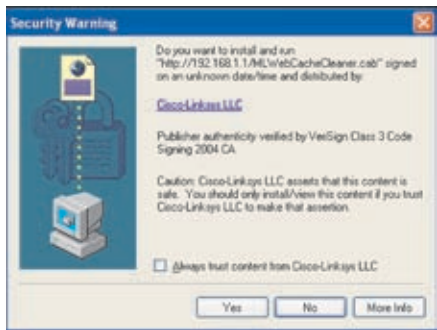 Security Warning
Do you want to install and run
"http://192.168.1.1/MLWebCacheCleaner.cab" signed
on an unknown date/time and distributed by:
Cisco-Linksys LLC
Publisher authenticity verified by VeriSign Class 3 Code
Signing 2004 CA
Caution: Cisco-Linksys LLC asserts that this content is
safe. You should only install/view this content if you trust
Cisco-Linksys LLC to make that assertion.
Always trust content from Cisco-Linksys LLC
Yes
No
More Info